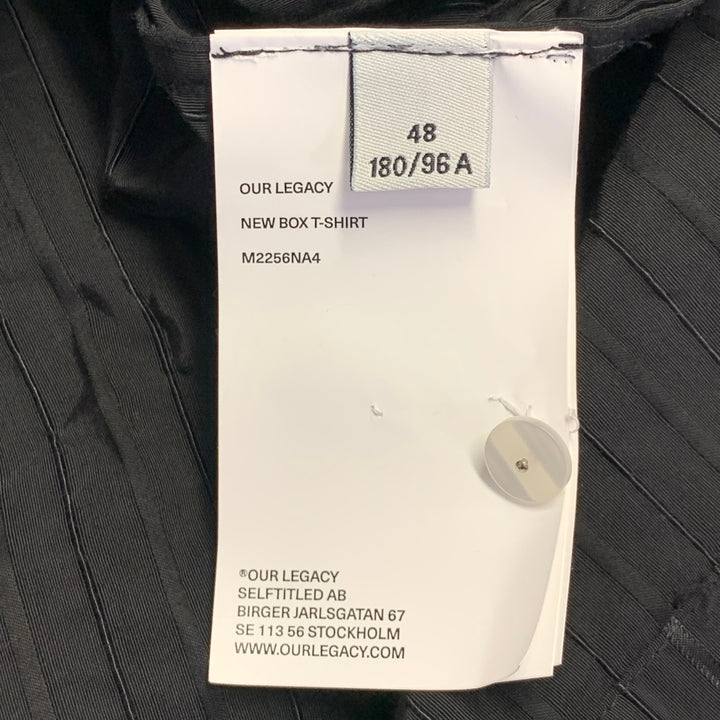 48
180/96 A
OUR LEGACY
NEW BOX T-SHIRT
M2256NA4
®OUR LEGACY
SELFTITLED AB
BIRGER JARLSGATAN 67
SE 113 56 STOCKHOLM
WWW.OURLEGACY.COM